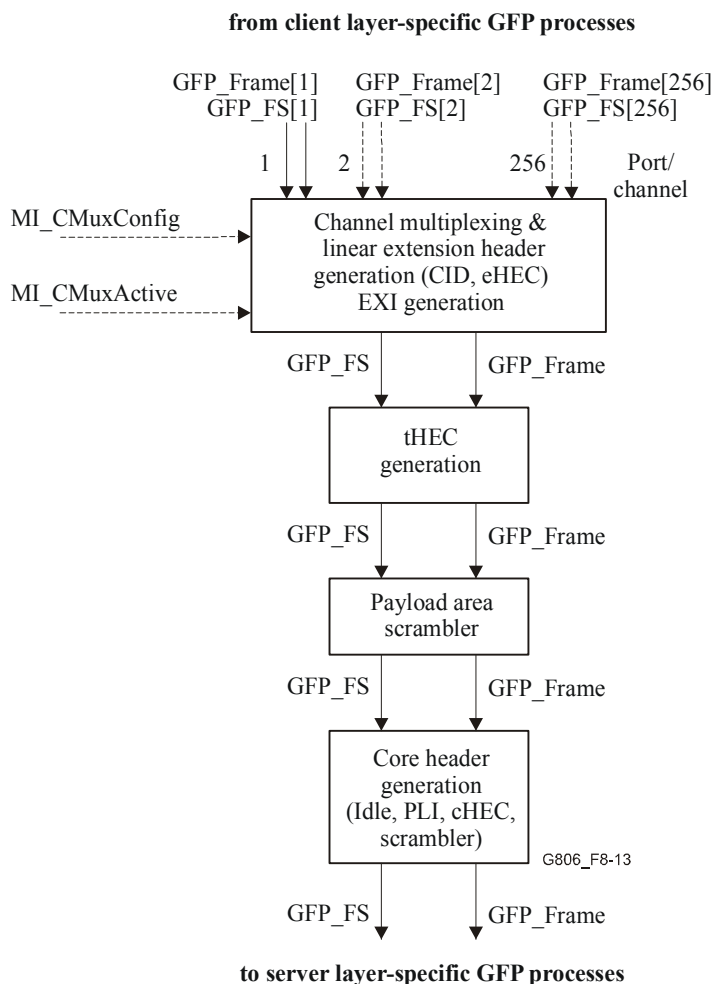 from client layer-specific GFP processes
GFP_Frame[1] GFP_Frame[2] GFP_Frame[256]
GFP_FS[1] GFP_FS[2] GFP_FS[256]
1 2 256 Port/
channel
MI_CMuxConfig
MI_CMuxActive
Channel multiplexing &
linear extension header
generation (CID, eHEC)
EXI generation
GFP_FS GFP_Frame
tHEC
generation
GFP_FS GFP_Frame
Payload area
scrambler
GFP_FS GFP_Frame
Core header
generation
(Idle, PLI, cHEC,
scrambler)
G806_F8-13
GFP_FS GFP_Frame
to server layer-specific GFP processes